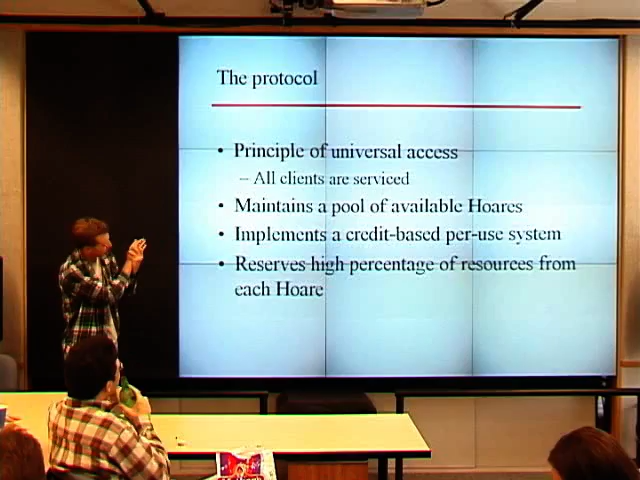 The protocol
• Principle of universal access
– All clients are serviced
• Maintains a pool of available Hoares
• Implements a credit-based per-use system
• Reserves high percentage of resources from
each Hoare